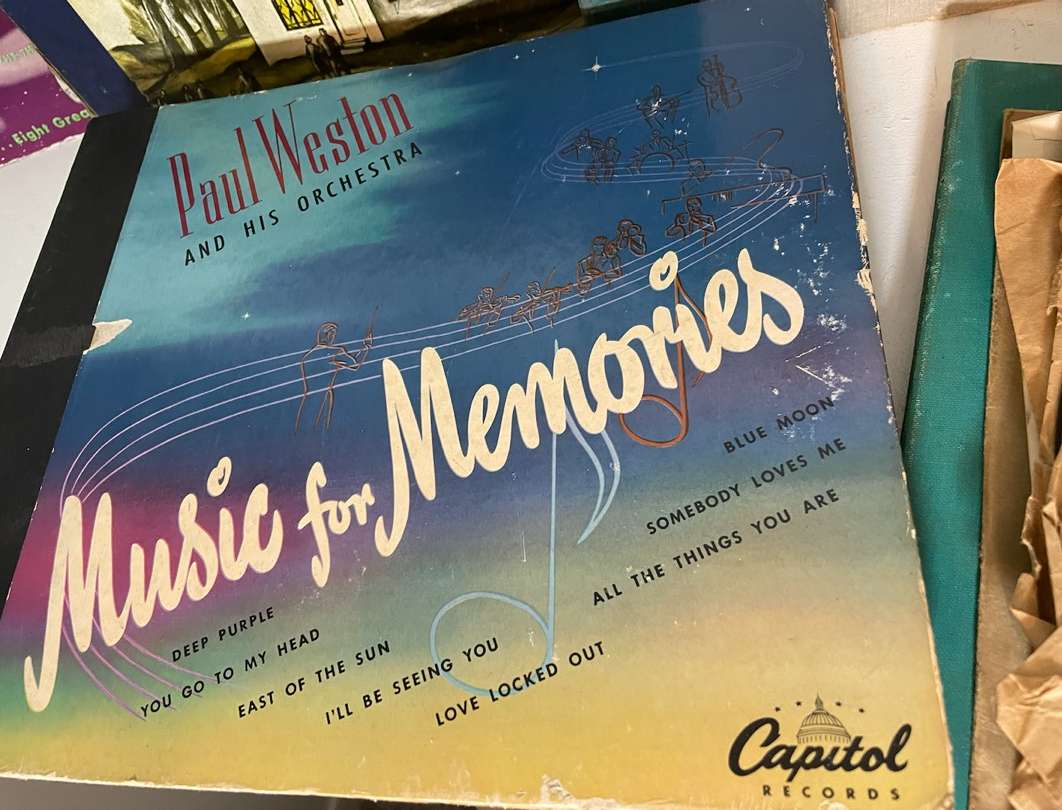 Eight Grea
Paul Weston
AND HIS ORCHESTRA
Music for Memories
BLUE MOON
SOMEBODY LOVES ME
ALL THE THINGS YOU ARE
DEEP PURPLE
YOU GO TO MY HEAD
EAST OF THE SUN
I'LL BE SEEING YOU
LOVE LOCKED OUT
Capitol
RECORDS